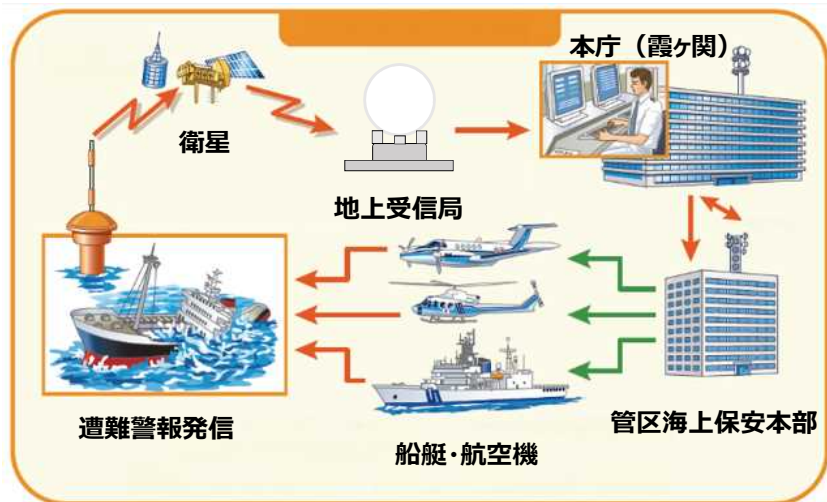 本庁（霞ヶ関）
衛星
地上受信局
遭難警報発信
船艇・航空機
管区海上保安本部